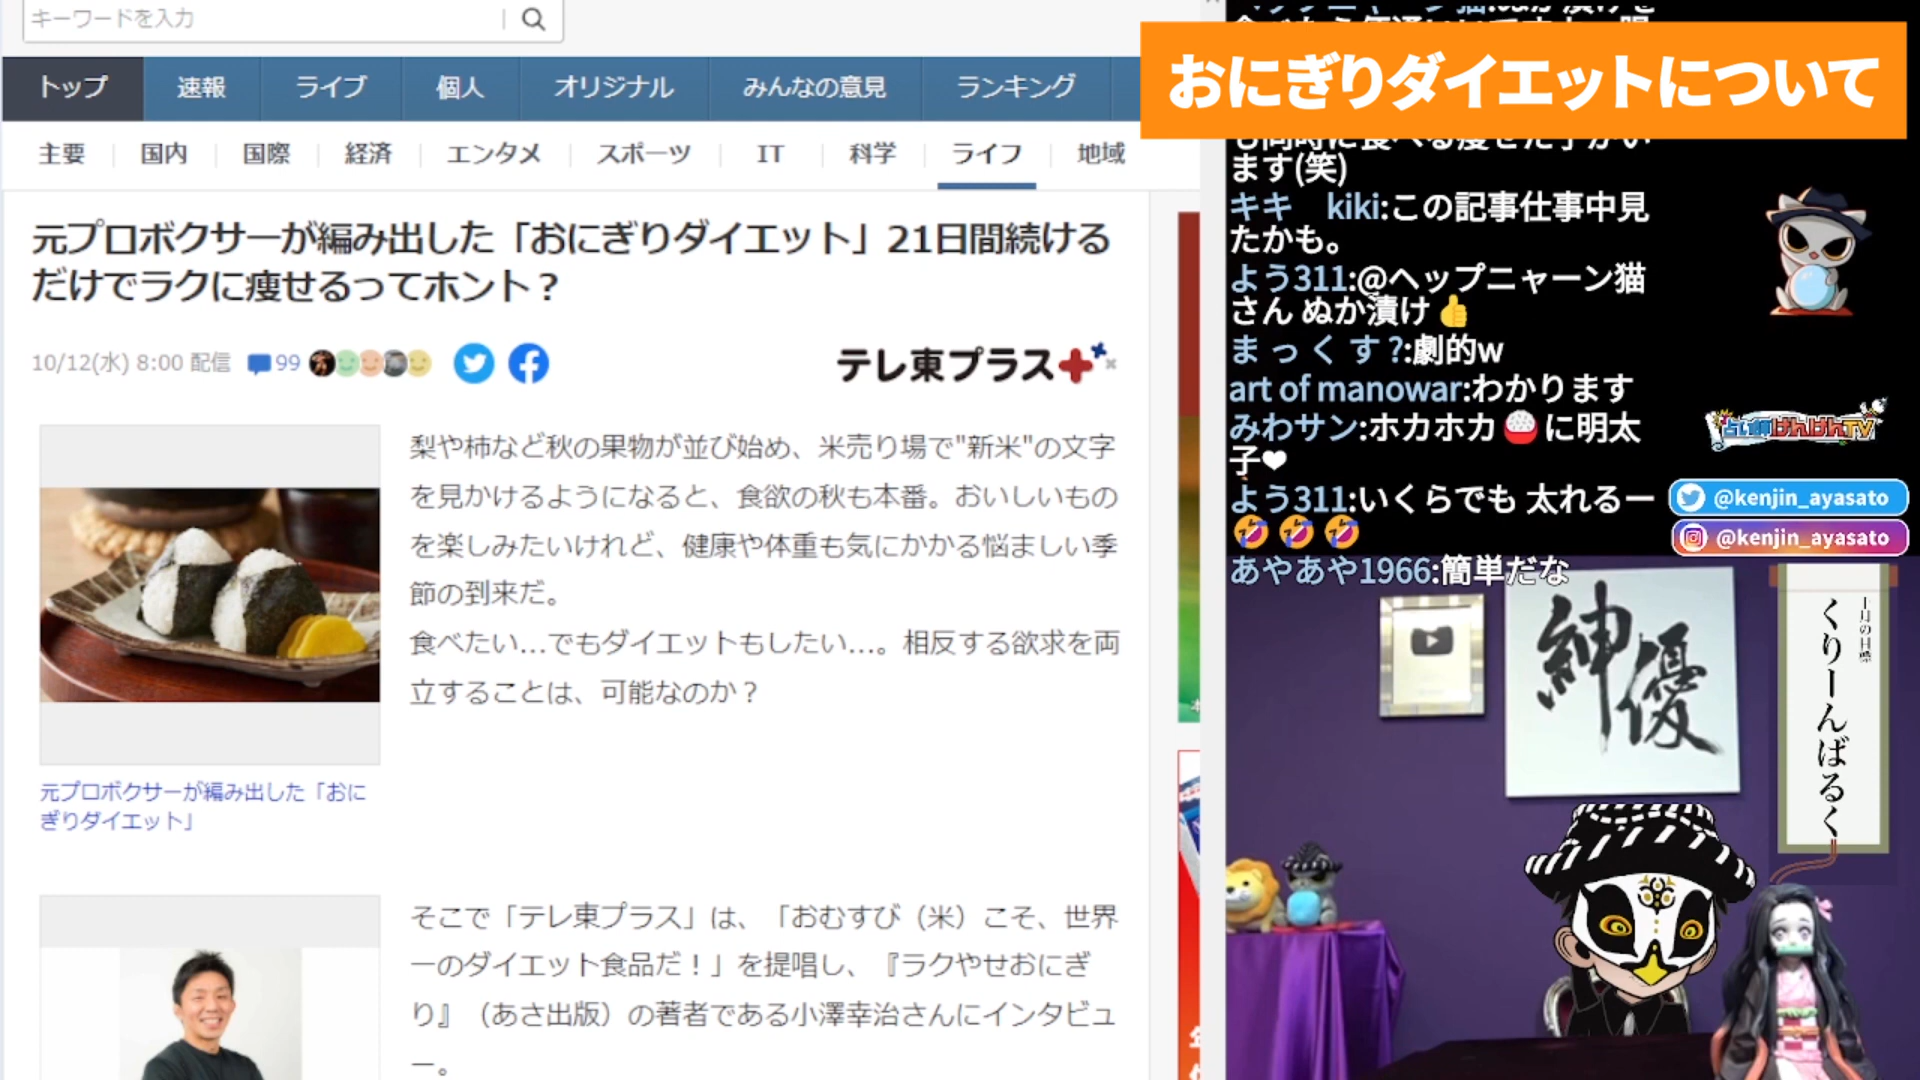 キーワードを入力
トップ 速報 ライブ 個人 オリジナル みんなの意見 ランキング
主要 国内 国際 経済 エンタメ スポーツ IT 科学 ライフ 地域
元プロボクサーが編み出した「おにぎりダイエット」21日間続ける
だけでラクに痩せるってホント？
10/12(水) 8:00 配信 99
テレ東プラス
梨や柿など秋の果物が並び始め、米売り場で"新米"の文字
を見かけるようになると、食欲の秋も本番。おいしいもの
を楽しみたいけれど、健康や体重も気にかかる悩ましい季
節の到来だ。
食べたい…でもダイエットもしたい…。相反する欲求を両
立することは、可能なのか？
元プロボクサーが編み出した「おに
ぎりダイエット」
そこで「テレ東プラス」は、「おむすび（米）こそ、世界
一のダイエット食品だ！」を提唱し、『ラクやせおにぎ
り』（あさ出版）の著者である小澤幸治さんにインタビュ
ー。
おにぎりダイエットについて
ます(笑)
キキ　kiki:この記事仕事中見
たかも。
よう311:@ヘップニャーン猫
さん ぬか漬け👍
ま っ く す ?:劇的w
art of manowar:わかります
みわサン:ホカホカ🍚に明太
子❤
よう311:いくらでも 太れるー
🤣🤣🤣
あやあや1966:簡単だな
占い師けんけんTV
@kenjin_ayasato
@kenjin_ayasato
紳優
十月の目標
くりーんばるく